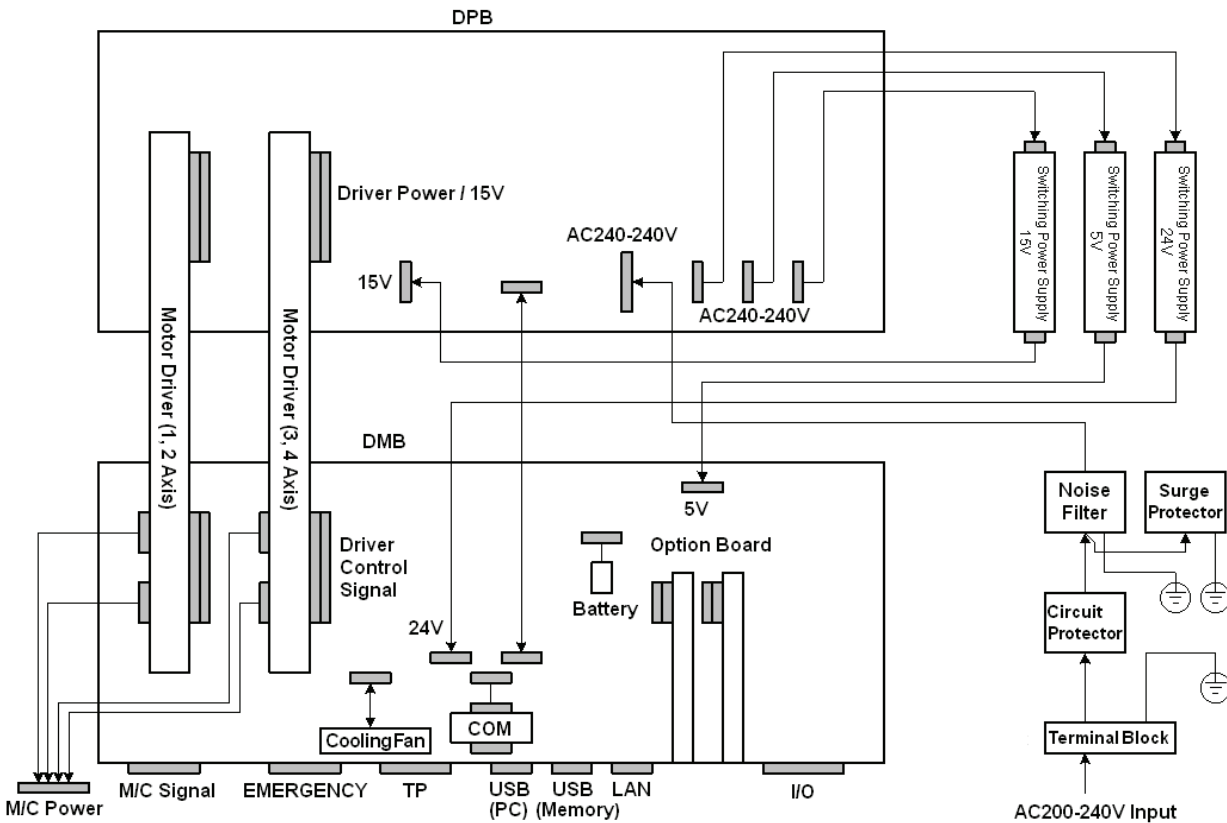 DPB
Driver Power / 15V
AC240-240V
15V
AC240-240V
Switching Power Supply
15V
Switching Power Supply
5V
Switching Power Supply
24V
Motor Driver (1, 2 Axis)
Motor Driver (3, 4 Axis)
DMB
5V
Noise
Filter
Surge
Protector
Driver
Control
Signal
Option Board
Battery
24V
Circuit
Protector
COM
CoolingFan
Terminal Block
M/C Power
M/C Signal
EMERGENCY
TP
USB
(PC)
USB
(Memory)
LAN
I/O
AC200-240V Input